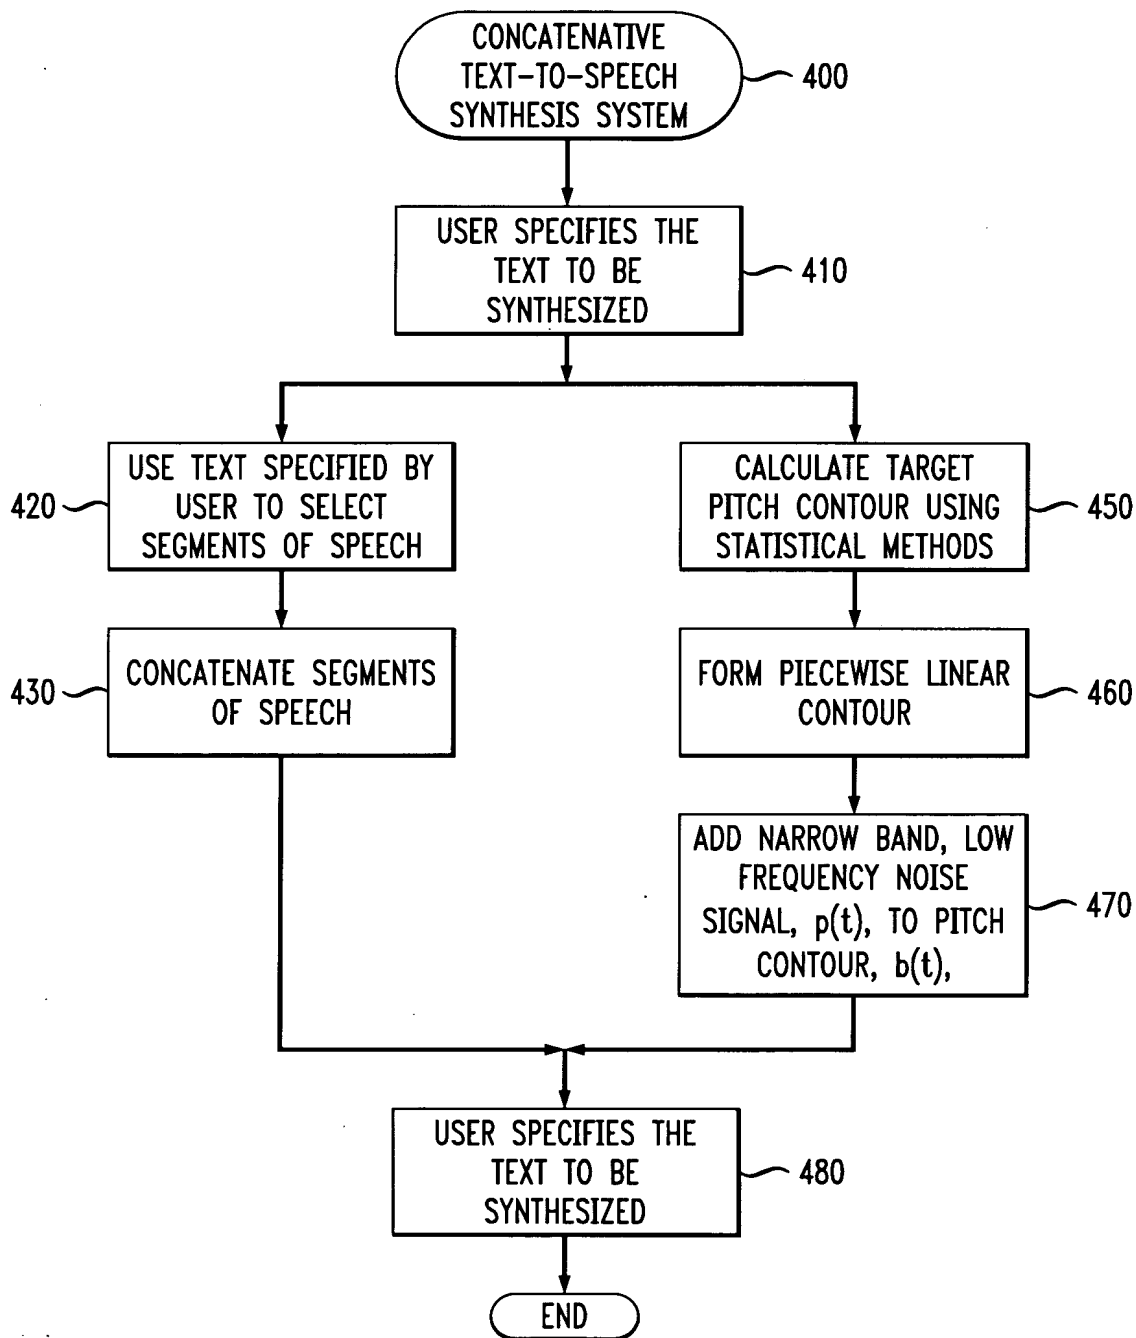 CONCATENATIVE
TEXT-TO-SPEECH
SYNTHESIS SYSTEM
400
USER SPECIFIES THE
TEXT TO BE
SYNTHESIZED
410
USE TEXT SPECIFIED BY
USER TO SELECT
SEGMENTS OF SPEECH
420
CONCATENATE SEGMENTS
OF SPEECH
430
CALCULATE TARGET
PITCH CONTOUR USING
STATISTICAL METHODS
450
FORM PIECEWISE LINEAR
CONTOUR
460
ADD NARROW BAND, LOW
FREQUENCY NOISE
SIGNAL, p(t), TO PITCH
CONTOUR, b(t),
470
USER SPECIFIES THE
TEXT TO BE
SYNTHESIZED
480
END